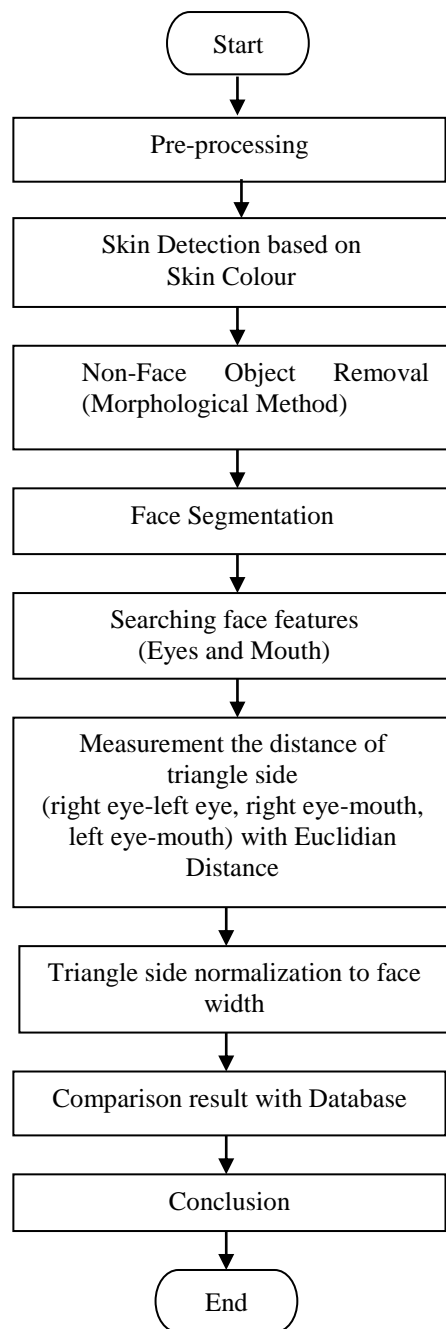 Start
Pre-processing
Skin Detection based on
Skin Colour
Non-Face Object Removal
(Morphological Method)
Face Segmentation
Searching face features
(Eyes and Mouth)
Measurement the distance of
triangle side
(right eye-left eye, right eye-mouth,
left eye-mouth) with Euclidian
Distance
Triangle side normalization to face
width
Comparison result with Database
Conclusion
End